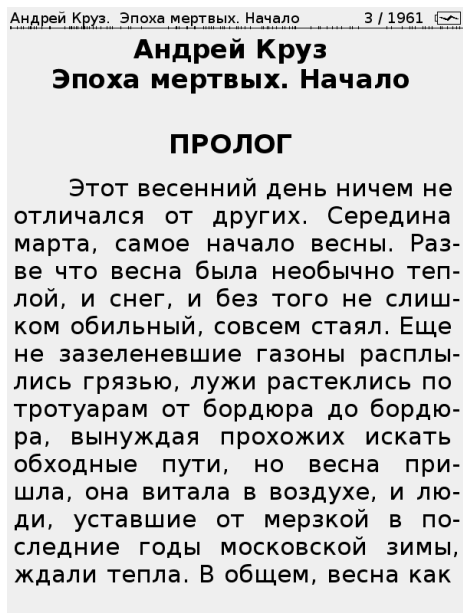 Андрей Круз. Эпоха мертвых. Начало 3 / 1961
Андрей Круз
Эпоха мертвых. Начало
ПРОЛОГ
Этот весенний день ничем не
отличался от других. Середина
марта, самое начало весны. Раз-
ве что весна была необычно теп-
лой, и снег, и без того не слиш-
ком обильный, совсем стаял. Еще
не зазеленевшие газоны расплы-
лись грязью, лужи растеклись по
тротуарам от бордюра до бордю-
ра, вынуждая прохожих искать
обходные пути, но весна при-
шла, она витала в воздухе, и лю-
ди, уставшие от мерзкой в по-
следние годы московской зимы,
ждали тепла. В общем, весна как